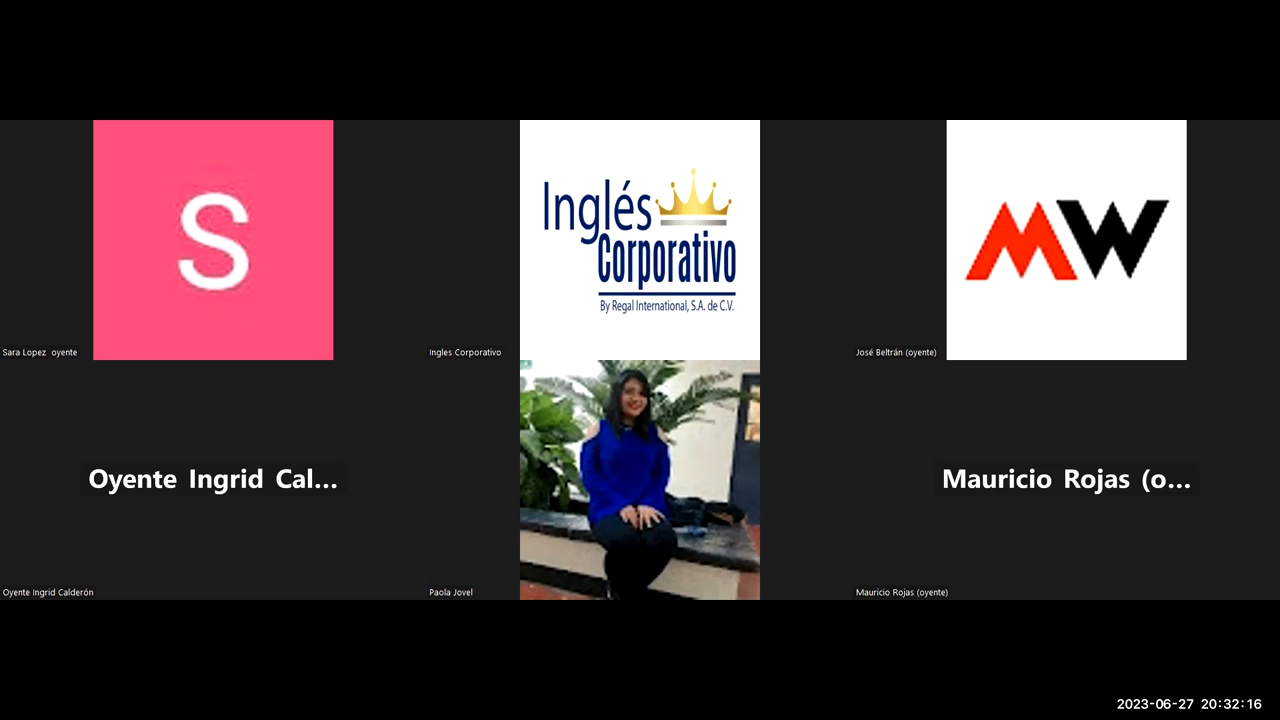 S
Sara Lopez oyente
Inglés
Corporativo
By Regal International, S.A. de C.V.
Ingles Corporativo
MW
José Beltrán (oyente)
Oyente Ingrid Cal...
Oyente Ingrid Calderón
Paola Jovel
Mauricio Rojas (o...
Mauricio Rojas (oyente)
2023-06-27 20:32:16